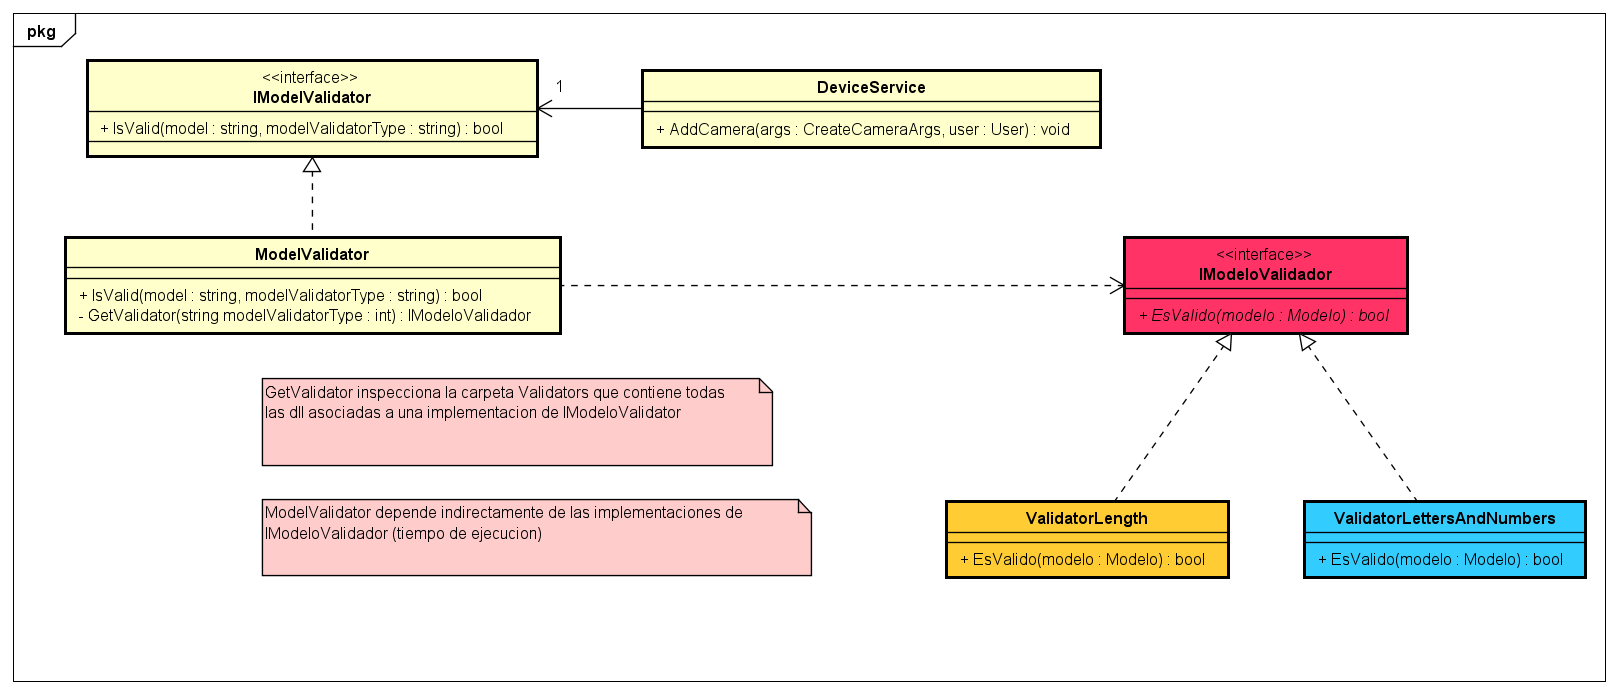 pkg
<<interface>>
IModelValidator
+ IsValid(model : string, modelValidatorType : string) : bool
1
DeviceService
+ AddCamera(args : CreateCameraArgs, user : User) : void
ModelValidator
+ IsValid(model : string, modelValidatorType : string) : bool
- GetValidator(string modelValidatorType : int) : IModeloValidador
<<interface>>
IModeloValidador
+ EsValido(modelo : Modelo) : bool
GetValidator inspecciona la carpeta Validators que contiene todas
las dll asociadas a una implementacion de IModeloValidator
ModelValidator depende indirectamente de las implementaciones de
IModeloValidador (tiempo de ejecucion)
ValidatorLength
+ EsValido(modelo : Modelo) : bool
ValidatorLettersAndNumbers
+ EsValido(modelo : Modelo) : bool